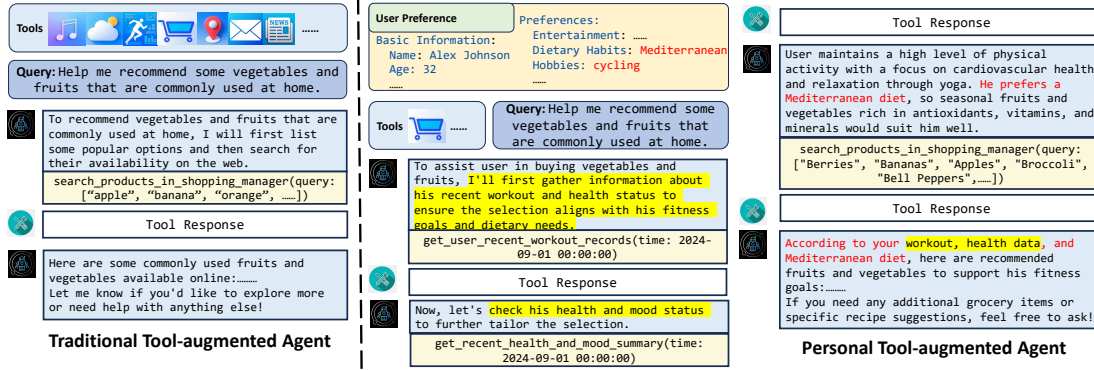 Tools
NEWS
......
Query: Help me recommend some vegetables and
fruits that are commonly used at home.
To recommend vegetables and fruits that are
commonly used at home, I will first list
some popular options and then search for
their availability on the web.
search_products_in_shopping_manager(query:
[“apple”, “banana”, “orange”, ……])
Tool Response
Here are some commonly used fruits and
vegetables available online:………
Let me know if you'd like to explore more
or need help with anything else!
Traditional Tool-augmented Agent
User Preference
Basic Information:
Name: Alex Johnson
Age: 32
……
Preferences:
Entertainment: ……
Dietary Habits: Mediterranean
Hobbies: cycling
……
Tools
......
Query: Help me recommend some
vegetables and fruits that
are commonly used at home.
To assist user in buying vegetables and
fruits, I'll first gather information about
his recent workout and health status to
ensure the selection aligns with his fitness
goals and dietary needs.
get_user_recent_workout_records(time: 2024-
09-01 00:00:00)
Tool Response
Now, let's check his health and mood status
to further tailor the selection.
get_recent_health_and_mood_summary(time:
2024-09-01 00:00:00)
Tool Response
User maintains a high level of physical
activity with a focus on cardiovascular health
and relaxation through yoga. He prefers a
Mediterranean diet, so seasonal fruits and
vegetables rich in antioxidants, vitamins, and
minerals would suit him well.
search_products_in_shopping_manager(query:
["Berries", "Bananas", "Apples", "Broccoli",
"Bell Peppers",……])
Tool Response
According to your workout, health data, and
Mediterranean diet, here are recommended
fruits and vegetables to support his fitness
goals:………
If you need any additional grocery items or
specific recipe suggestions, feel free to ask!
Personal Tool-augmented Agent